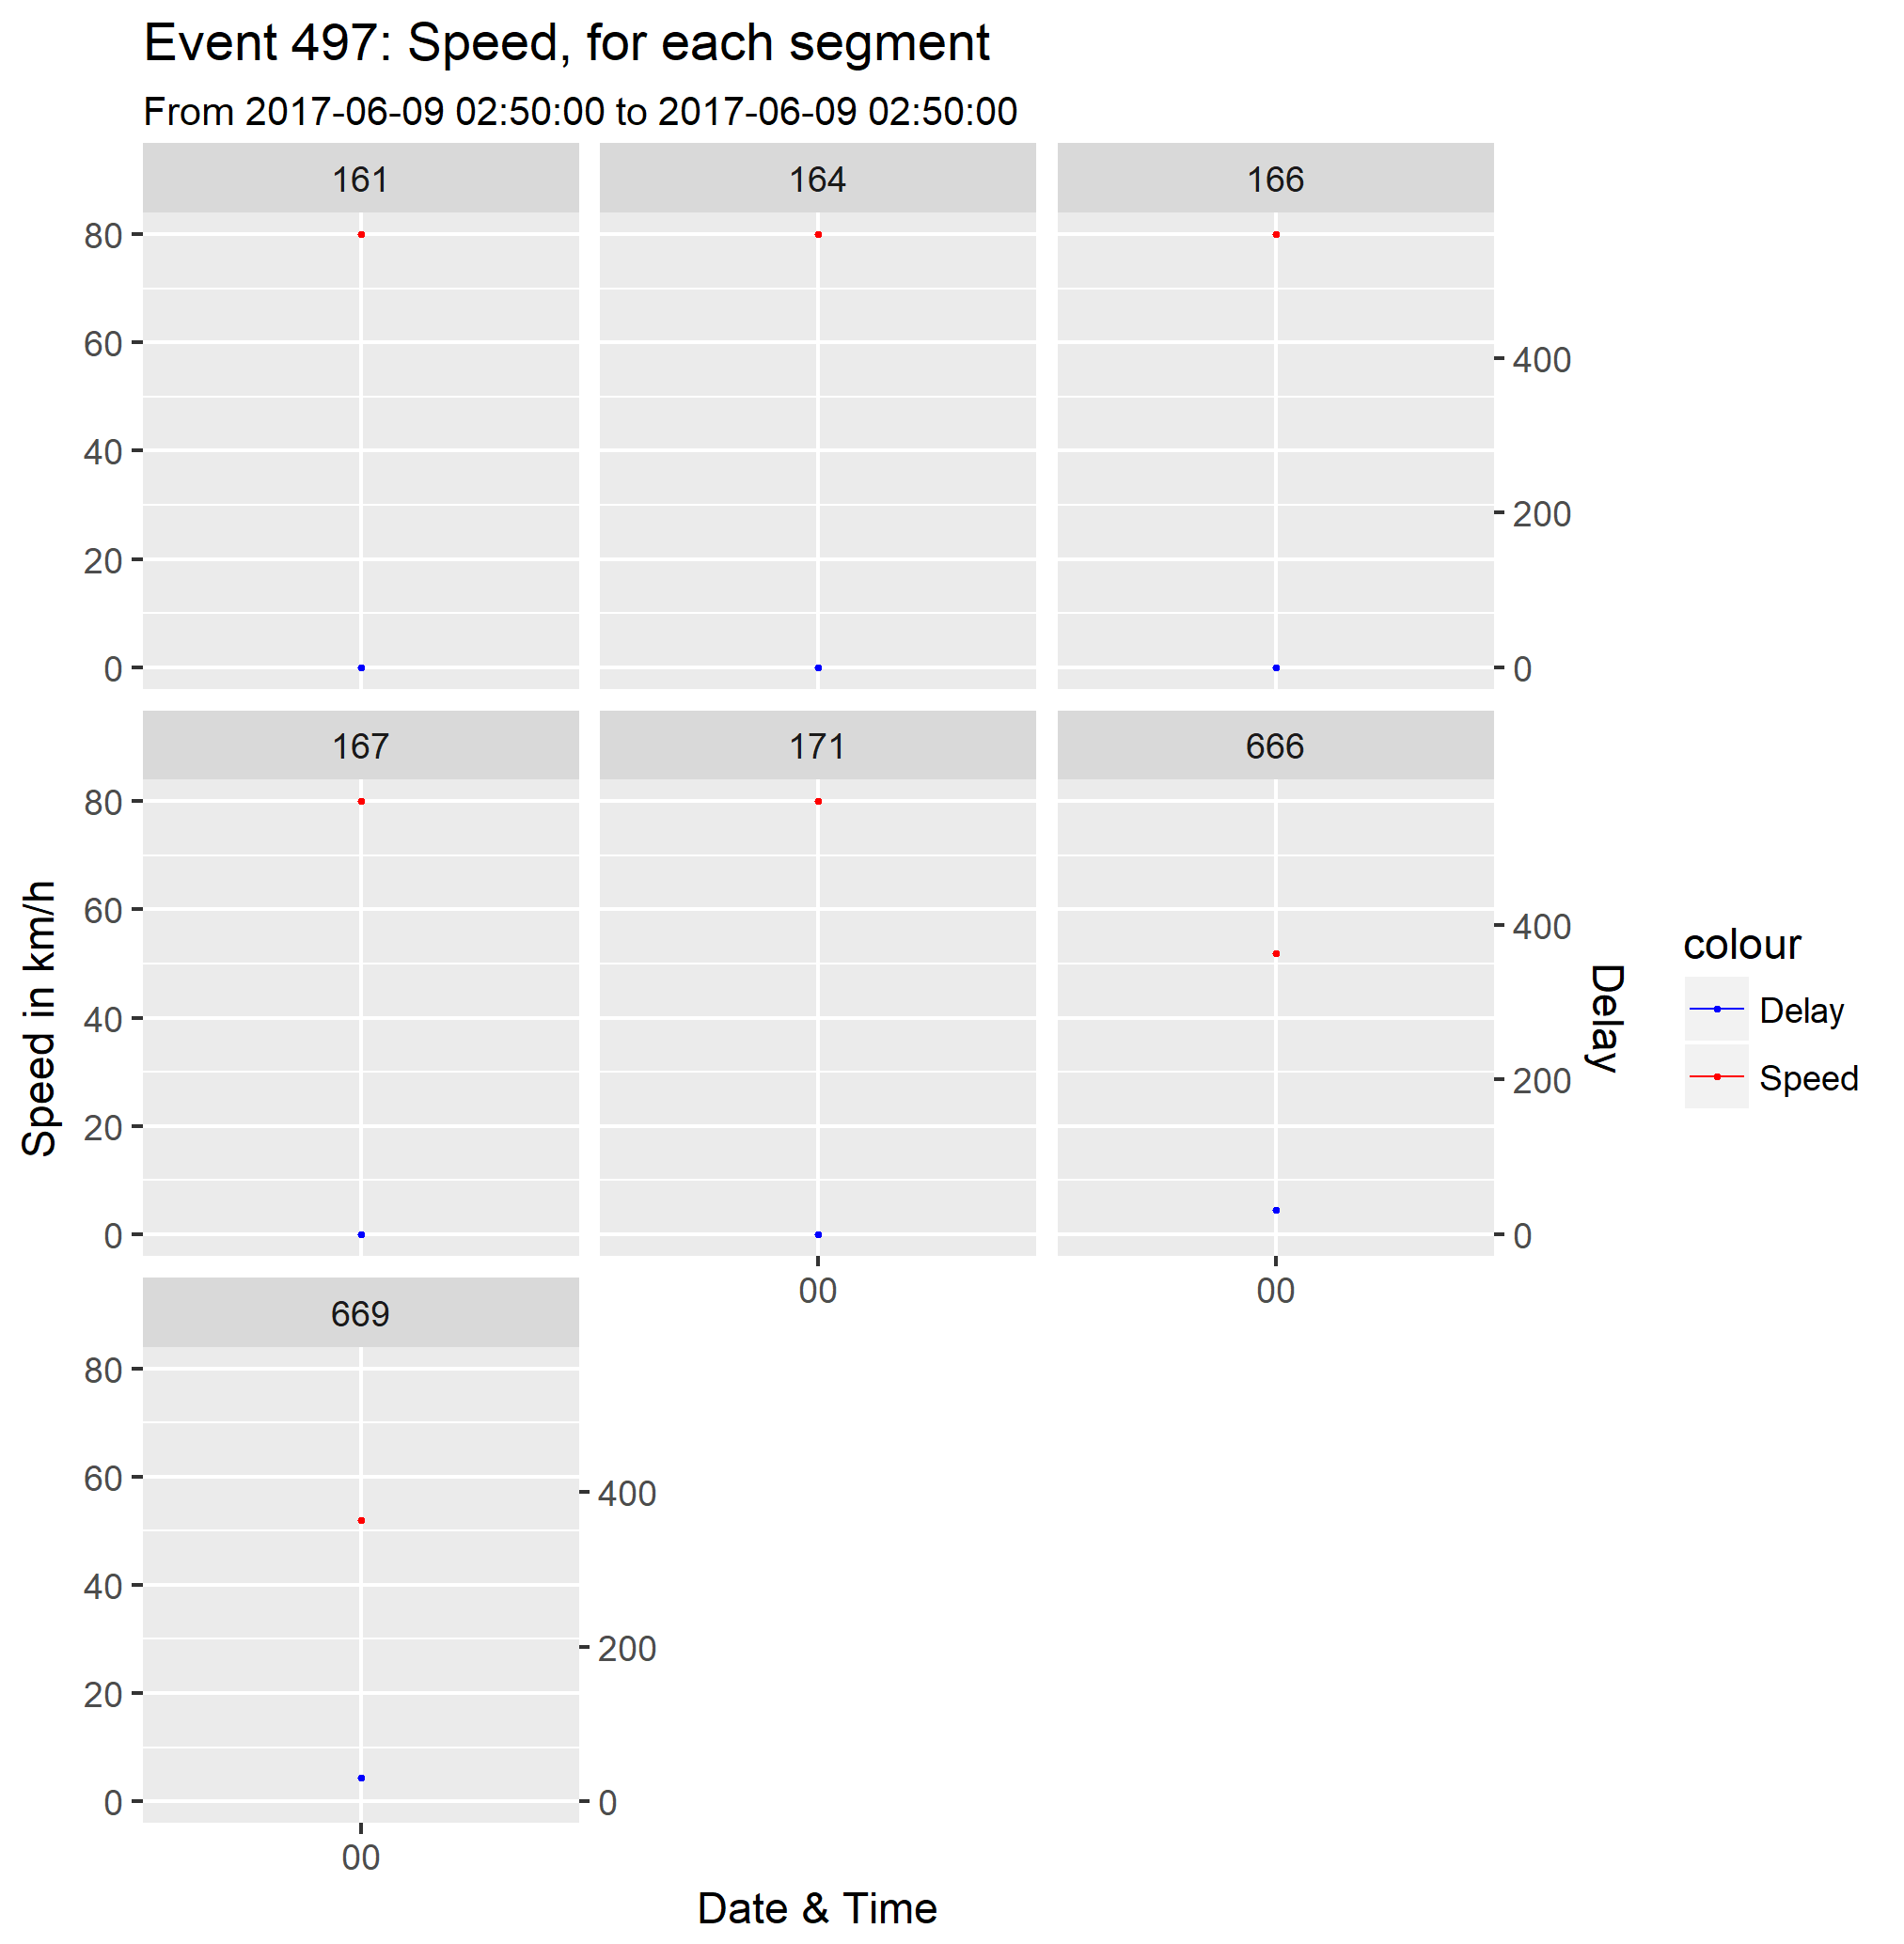 Event 497: Speed, for each segment
From 2017-06-09 02:50:00 to 2017-06-09 02:50:00
161 164 166
80
60
40
20
0
400
200
0
167 171 666
80
60
40
20
0
400
200
0
00 00
669
80
60
40
20
0
400
200
0
00
Speed in km/h
Delay
Date & Time
colour
Delay
Speed